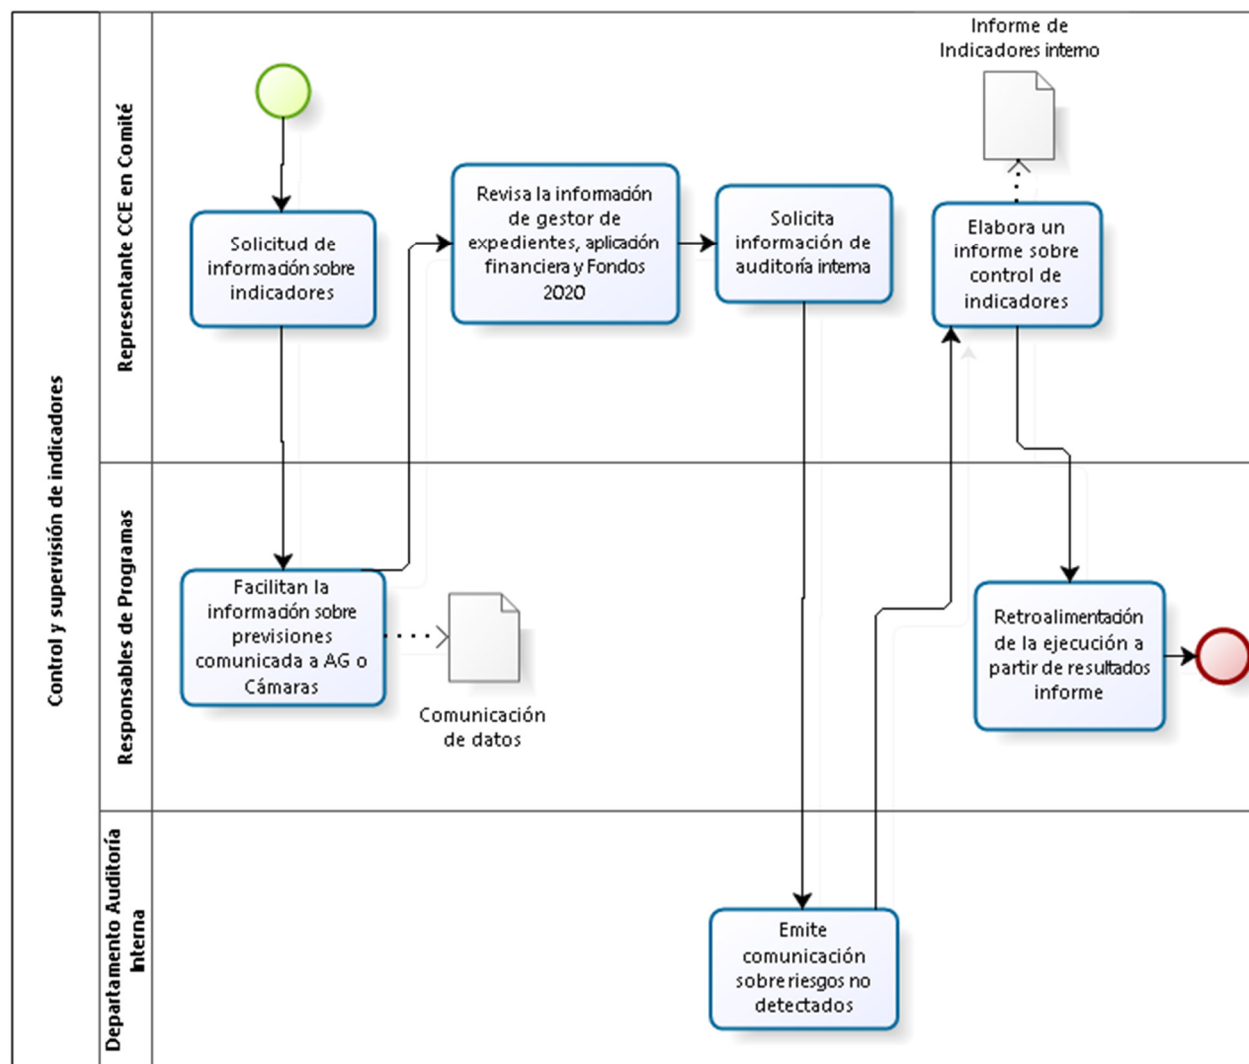 Control y supervisión de indicadores
Representante CCE en Comité
Informe de
Indicadores interno
Solicitud de
información sobre
indicadores
Revisa la información
de gestor de
expedientes, aplicación
financiera y Fondos
2020
Solicita
información de
auditoría interna
Elabora un
informe sobre
control de
indicadores
Responsables de Programas
Facilitan la
información sobre
previsiones
comunicada a AG o
Cámaras
Comunicación
de datos
Retroalimentación
de la ejecución a
partir de resultados
informe
Departamento Auditoría
Interna
Emite
comunicación
sobre riesgos no
detectados